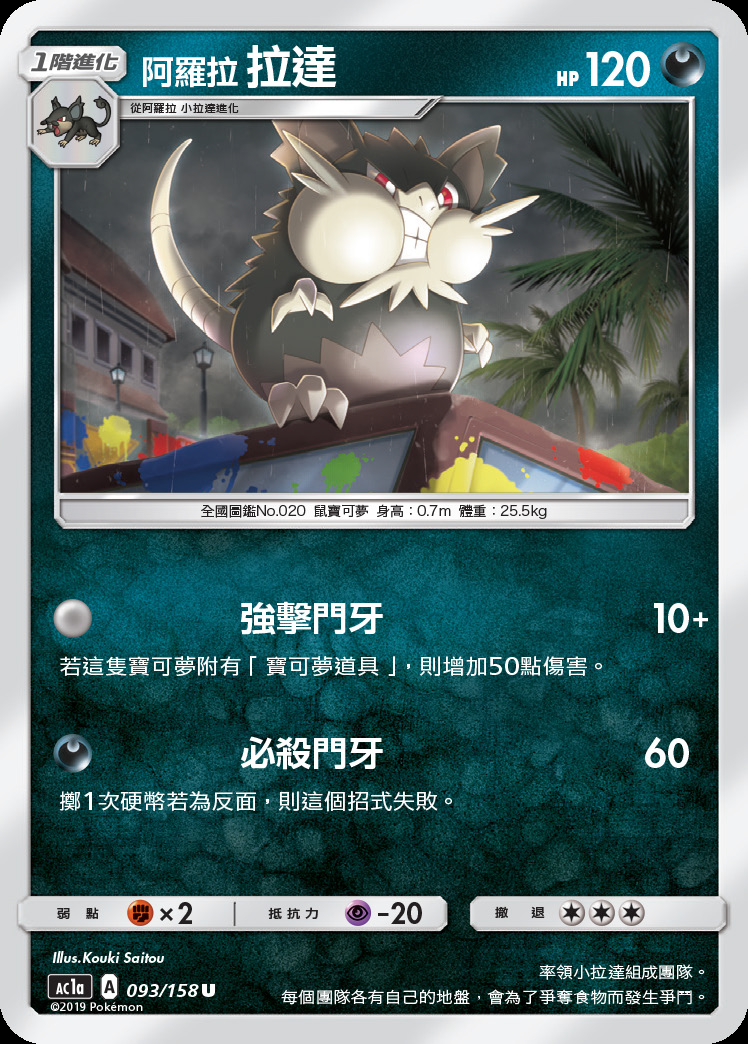 1階進化
阿羅拉 拉達
HP 120
從阿羅拉 小拉達進化
全國圖鑑No.020 鼠寶可夢 身高：0.7m 體重：25.5kg
強擊門牙 10+
若這隻寶可夢附有「寶可夢道具」，則增加50點傷害。
必殺門牙 60
擲1次硬幣若為反面，則這個招式失敗。
弱點 ×2 抵抗力 -20 撤退
Illus.Kouki Saitou
AC1a A 093/158 U
©2019 Pokémon
率領小拉達組成團隊。
每個團隊各有自己的地盤，會為了爭奪食物而發生爭鬥。